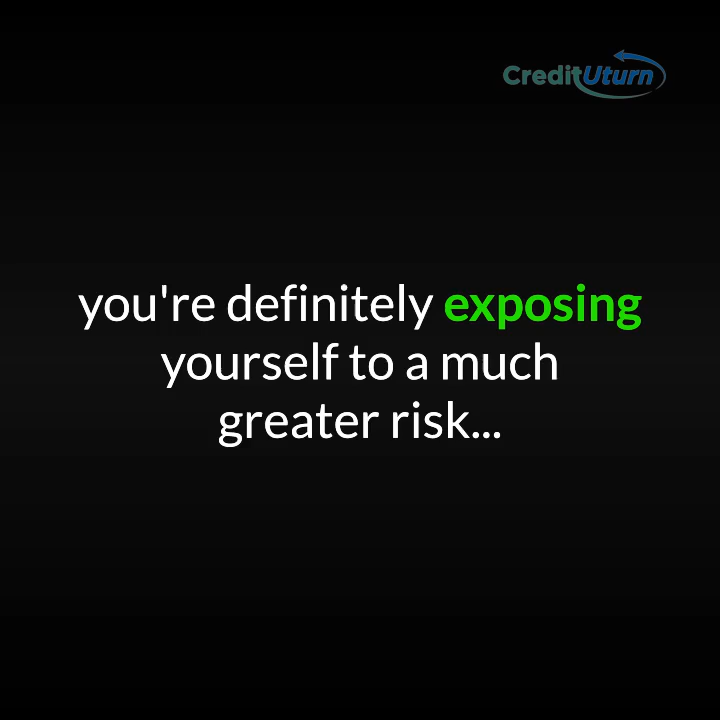 CreditUturn
you're definitely exposing
yourself to a much
greater risk...